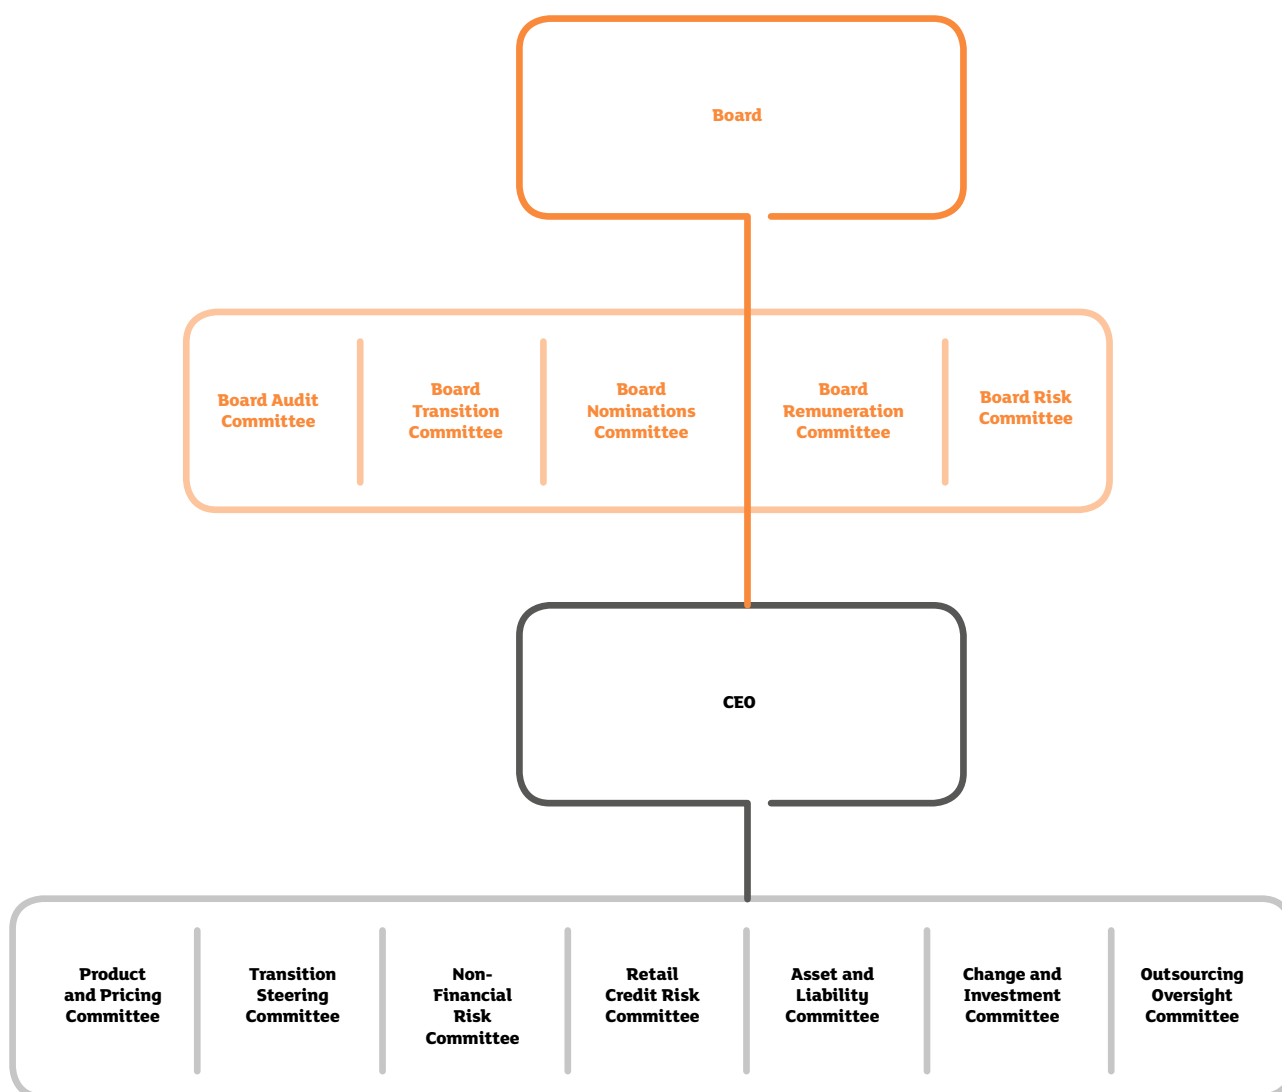 Board
Board Audit
Committee
Board
Transition
Committee
Board
Nominations
Committee
Board
Remuneration
Committee
Board Risk
Committee
CEO
Product
and Pricing
Committee
Transition
Steering
Committee
Non-
Financial
Risk
Committee
Retail
Credit Risk
Committee
Asset and
Liability
Committee
Change and
Investment
Committee
Outsourcing
Oversight
Committee